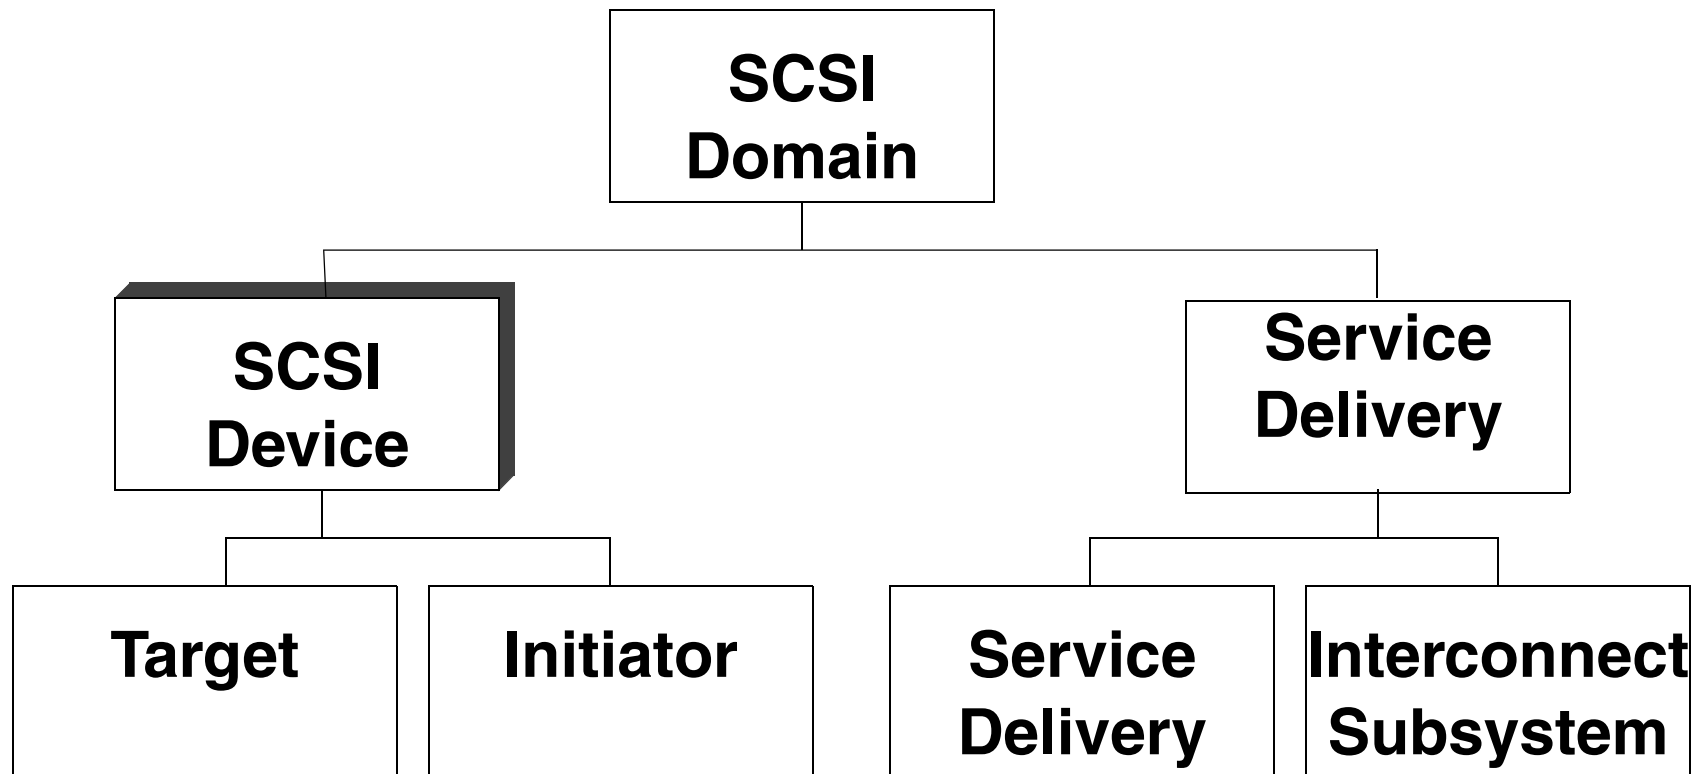 SCSI
Domain
SCSI
Device
Service
Delivery
Target
Initiator
Service
Delivery
Interconnect
Subsystem